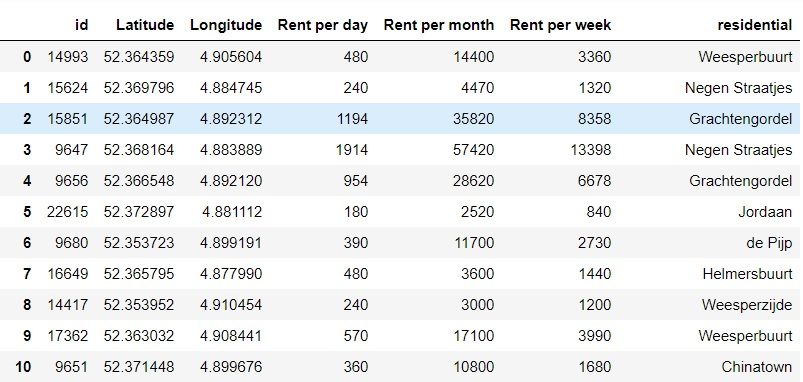 id Latitude Longitude Rent per day Rent per month Rent per week residential
0 14993 52.364359 4.905604 480 14400 3360 Weesperbuurt
1 15624 52.369796 4.884745 240 4470 1320 Negen Straatjes
2 15851 52.364987 4.892312 1194 35820 8358 Grachtengordel
3 9647 52.368164 4.883889 1914 57420 13398 Negen Straatjes
4 9656 52.366548 4.892120 954 28620 6678 Grachtengordel
5 22615 52.372897 4.881112 180 2520 840 Jordaan
6 9680 52.353723 4.899191 390 11700 2730 de Pijp
7 16649 52.365795 4.877990 480 3600 1440 Helmersbuurt
8 14417 52.353952 4.910454 240 3000 1200 Weesperzijde
9 17362 52.363032 4.908441 570 17100 3990 Weesperbuurt
10 9651 52.371448 4.899676 360 10800 1680 Chinatown